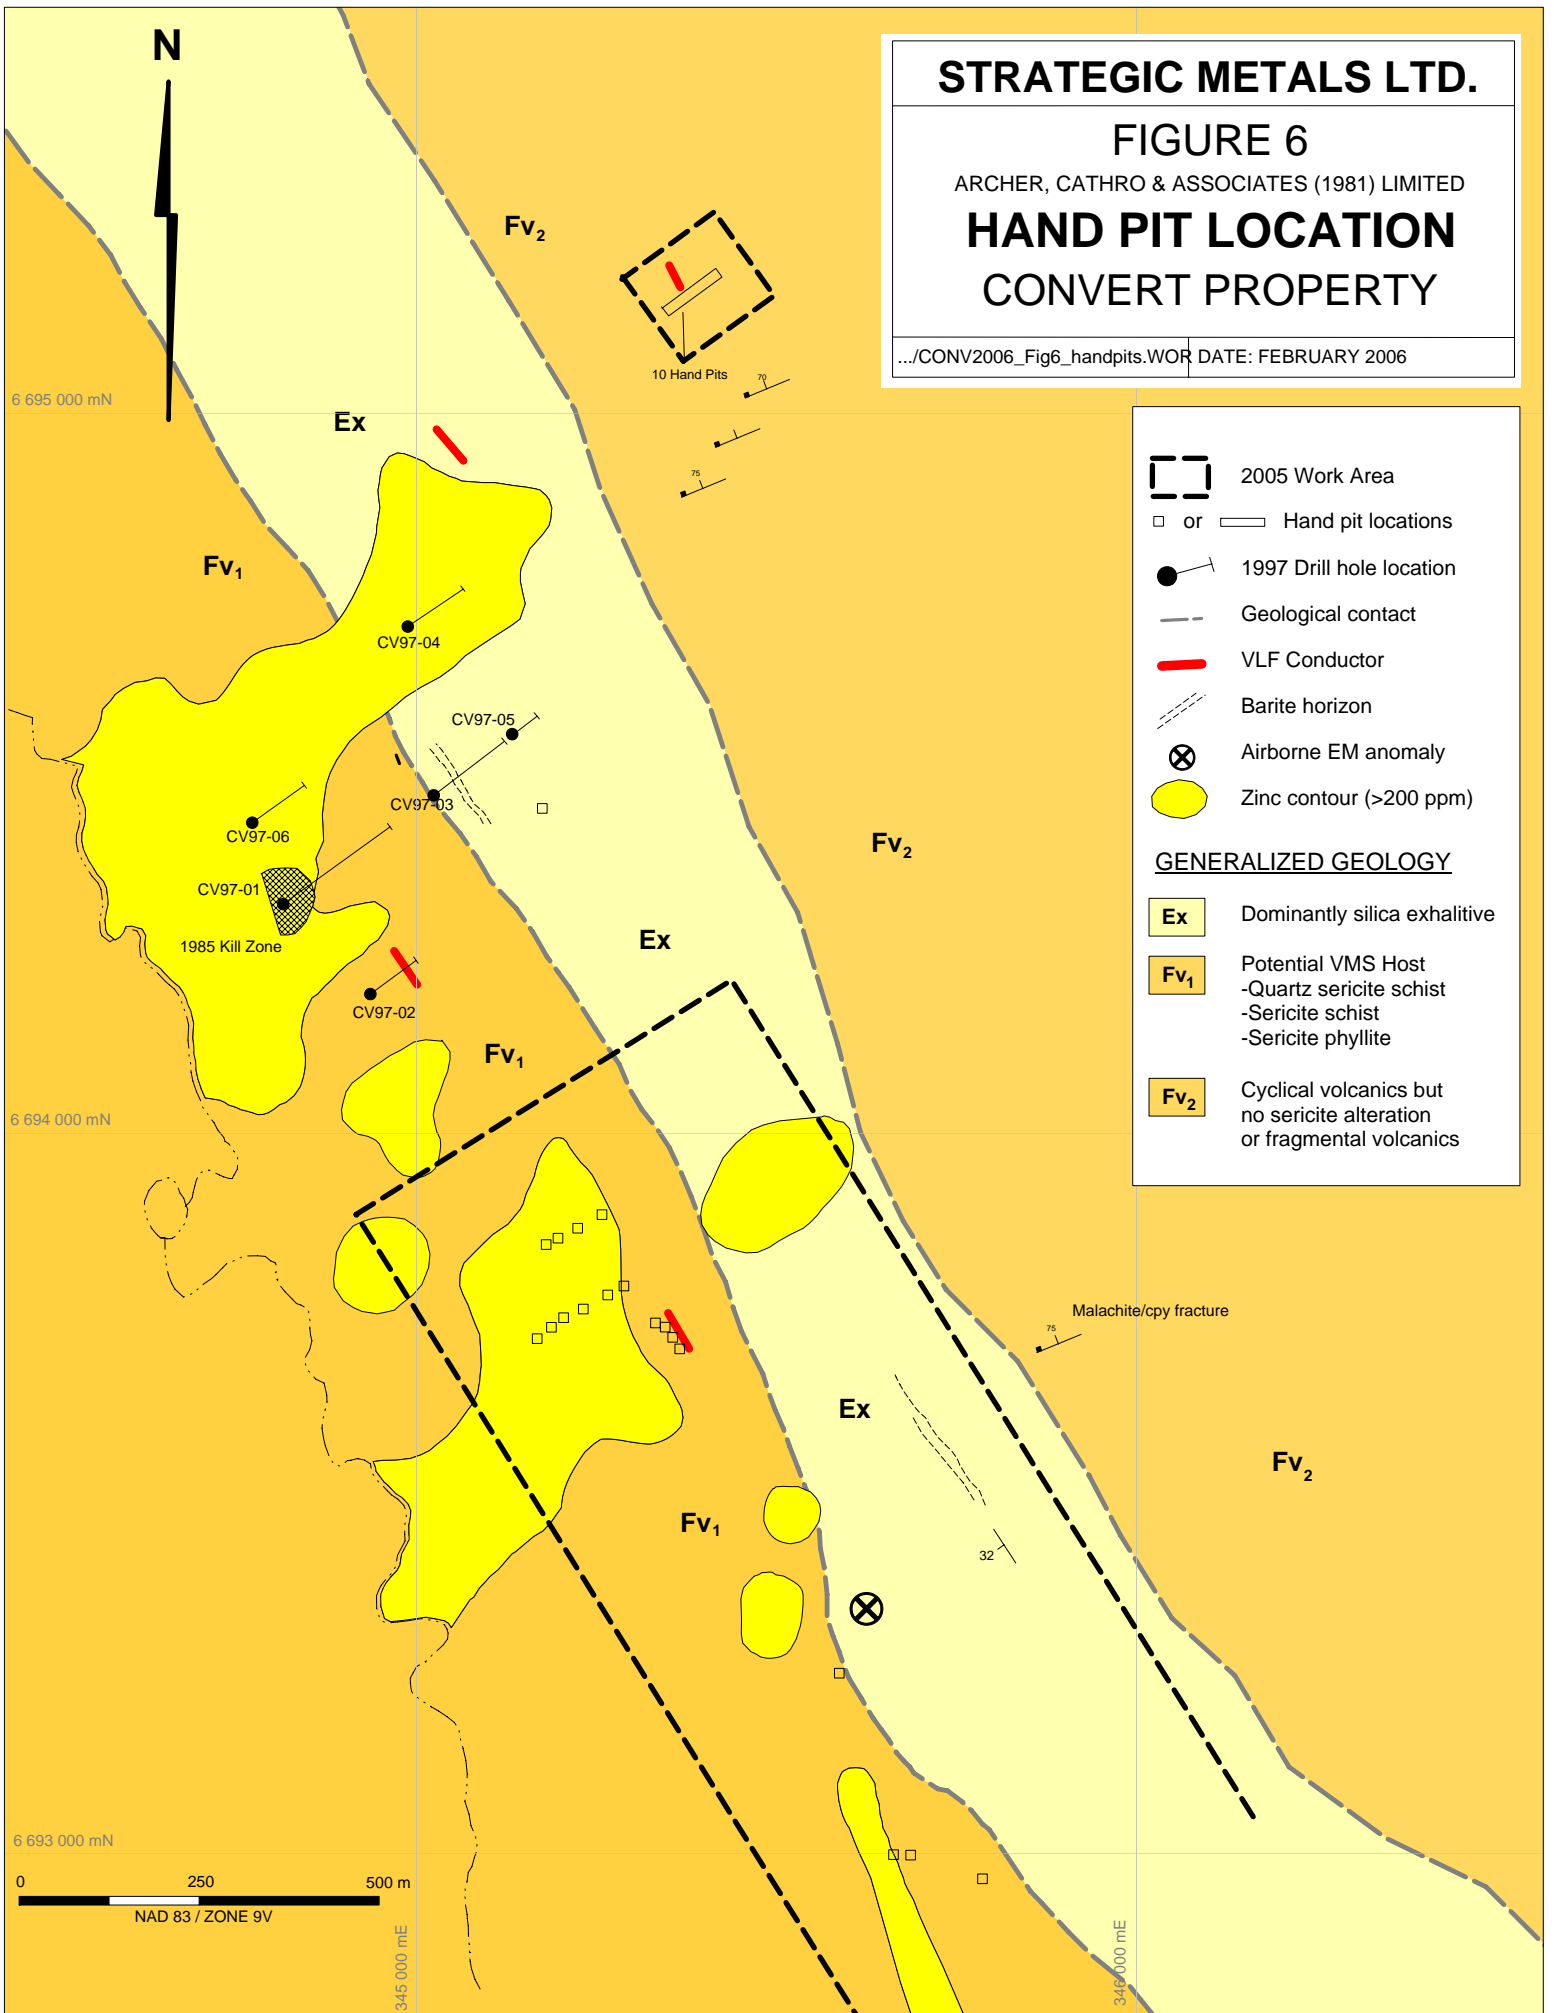 N
STRATEGIC METALS LTD.
FIGURE 6
ARCHER, CATHRO & ASSOCIATES (1981) LIMITED
HAND PIT LOCATION
CONVERT PROPERTY
.../CONV2006_Fig6_handpits.WOR DATE: FEBRUARY 2006
Fv2
10 Hand Pits
70
6 695 000 mN
Ex
75
Fv1
CV97-04
CV97-05
CV97-03
CV97-06
Fv2
CV97-01
1985 Kill Zone
Ex
CV97-02
Fv1
6 694 000 mN
Malachite/cpy fracture
75
Ex
Fv2
Fv1
32
6 693 000 mN
0 250 500 m
NAD 83 / ZONE 9V
345 000 mE
346 000 mE
2005 Work Area
or Hand pit locations
1997 Drill hole location
Geological contact
VLF Conductor
Barite horizon
Airborne EM anomaly
Zinc contour (>200 ppm)
GENERALIZED GEOLOGY
Ex Dominantly silica exhalitive
Fv1 Potential VMS Host
-Quartz sericite schist
-Sericite schist
-Sericite phyllite
Fv2 Cyclical volcanics but
no sericite alteration
or fragmental volcanics